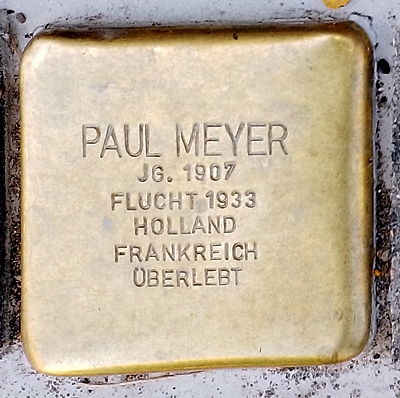 PAUL MEYER
JG. 1907
FLUCHT 1933
HOLLAND
FRANKREICH
ÜBERLEBT